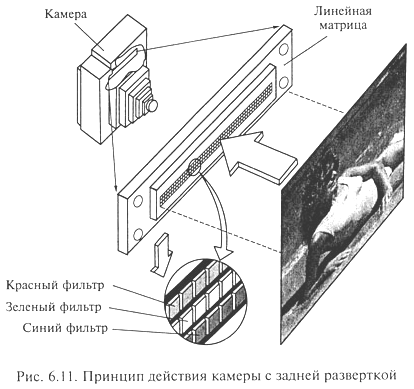 Камера
Линейная
матрица
Красный фильтр
Зеленый фильтр
Синий фильтр
Рис. 6.11. Принцип действия камеры с задней разверткой